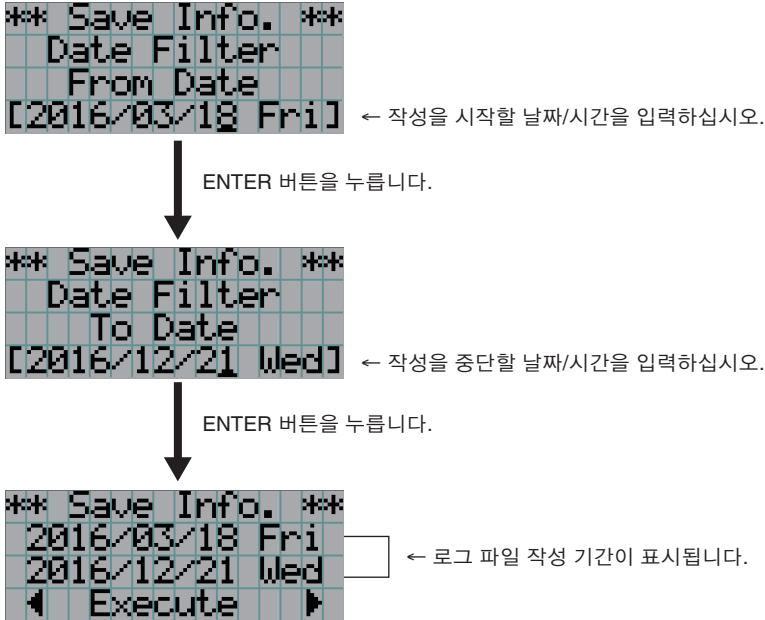 ** Save Info. **
Date Filter
From Date
[2016/03/18 Fri]
← 작성을 시작할 날짜/시간을 입력하십시오.
ENTER 버튼을 누릅니다.
** Save Info. **
Date Filter
To Date
[2016/12/21 Wed]
← 작성을 중단할 날짜/시간을 입력하십시오.
ENTER 버튼을 누릅니다.
** Save Info. **
2016/03/18 Fri
2016/12/21 Wed
← 로그 파일 작성 기간이 표시됩니다.
◀ Execute ▶